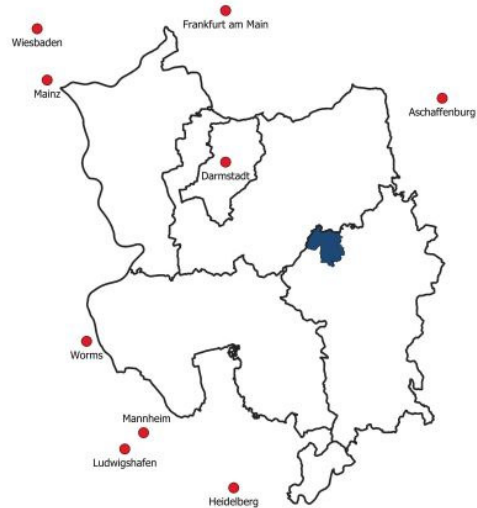 Frankfurt am Main
Wiesbaden
Mainz
Aschaffenburg
Darmstadt
Worms
Mannheim
Ludwigshafen
Heidelberg